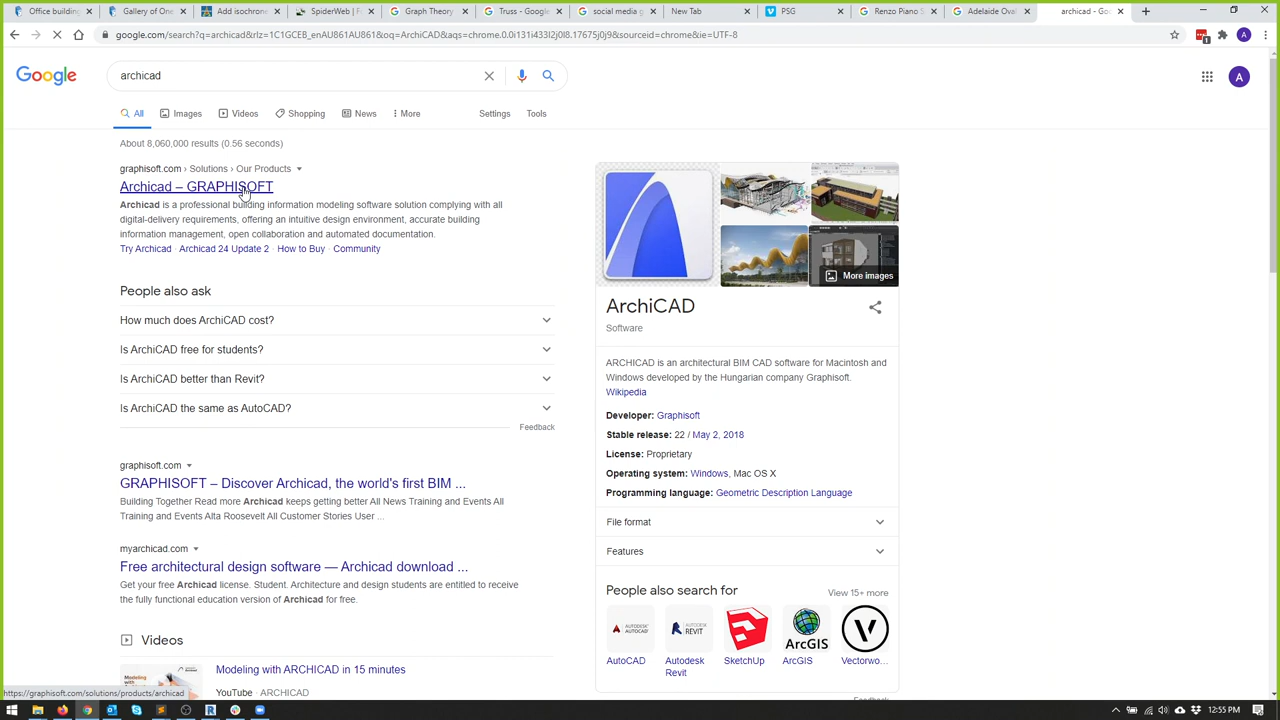 Office building
Gallery of One
Add isochrone
SpiderWeb | F
Graph Theory
Truss - Google
social media g
New Tab
PSG
Renzo Piano S
Adelaide Ova
archicad - Go
google.com/search?q=archicad&rlz=1C1GCEB_enAU861AU861&oq=ArchiCAD&aqs=chrome.0.0i131i433l2j0l8.17675j0j9&sourceid=chrome&ie=UTF-8
1
A
Google
archicad
A
All
Images
Videos
Shopping
News
More
Settings
Tools
About 8,060,000 results (0.56 seconds)
graphisoft.com › Solutions › Our Products
Archicad – GRAPHISOFT
Archicad is a professional building information modeling software solution complying with all
digital-delivery requirements, offering an intuitive design environment, accurate building
information management, open collaboration and automated documentation.
Try Archicad · Archicad 24 Update 2 · How to Buy · Community
People also ask
How much does ArchiCAD cost?
Is ArchiCAD free for students?
Is ArchiCAD better than Revit?
Is ArchiCAD the same as AutoCAD?
Feedback
graphisoft.com
GRAPHISOFT – Discover Archicad, the world's first BIM ...
Building Together Read more Archicad keeps getting better All News Training and Events All
Training and Events Alta Roosevelt All Customer Stories User ...
myarchicad.com
Free architectural design software — Archicad download ...
Get your free Archicad license. Student. Architecture and design students are entitled to receive
the fully functional education version of Archicad for free.
Videos
Modeling with ARCHICAD in 15 minutes
YouTube · ARCHICAD
Modeling with
More images
ArchiCAD
Software
ARCHICAD is an architectural BIM CAD software for Macintosh and
Windows developed by the Hungarian company Graphisoft.
Wikipedia
Developer: Graphisoft
Stable release: 22 / May 2, 2018
License: Proprietary
Operating system: Windows, Mac OS X
Programming language: Geometric Description Language
File format
Features
People also search for
View 15+ more
AUTODESK AUTOCAD
AUTODESK REVIT
ArcGIS
V
AutoCAD
Autodesk Revit
SketchUp
ArcGIS
Vectorwo...
Feedback
https://graphisoft.com/solutions/products/archicad
12:55 PM